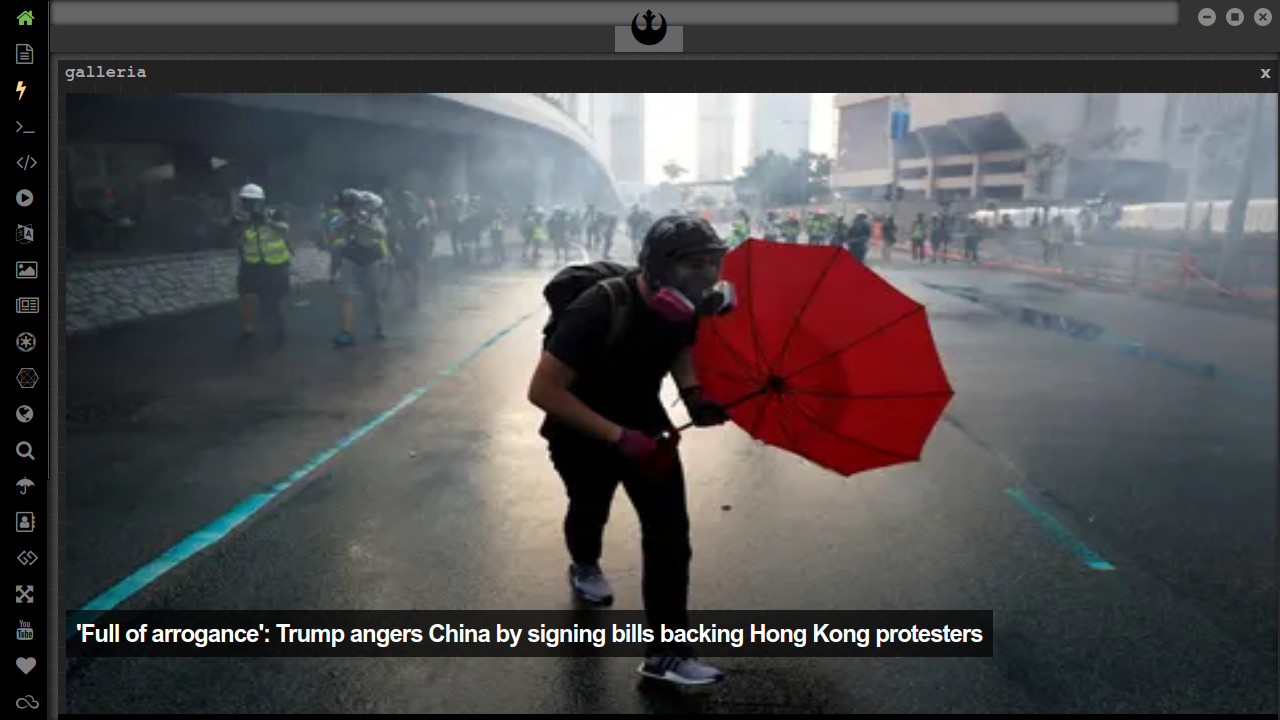 galleria
x
'Full of arrogance': Trump angers China by signing bills backing Hong Kong protesters
You
Tube